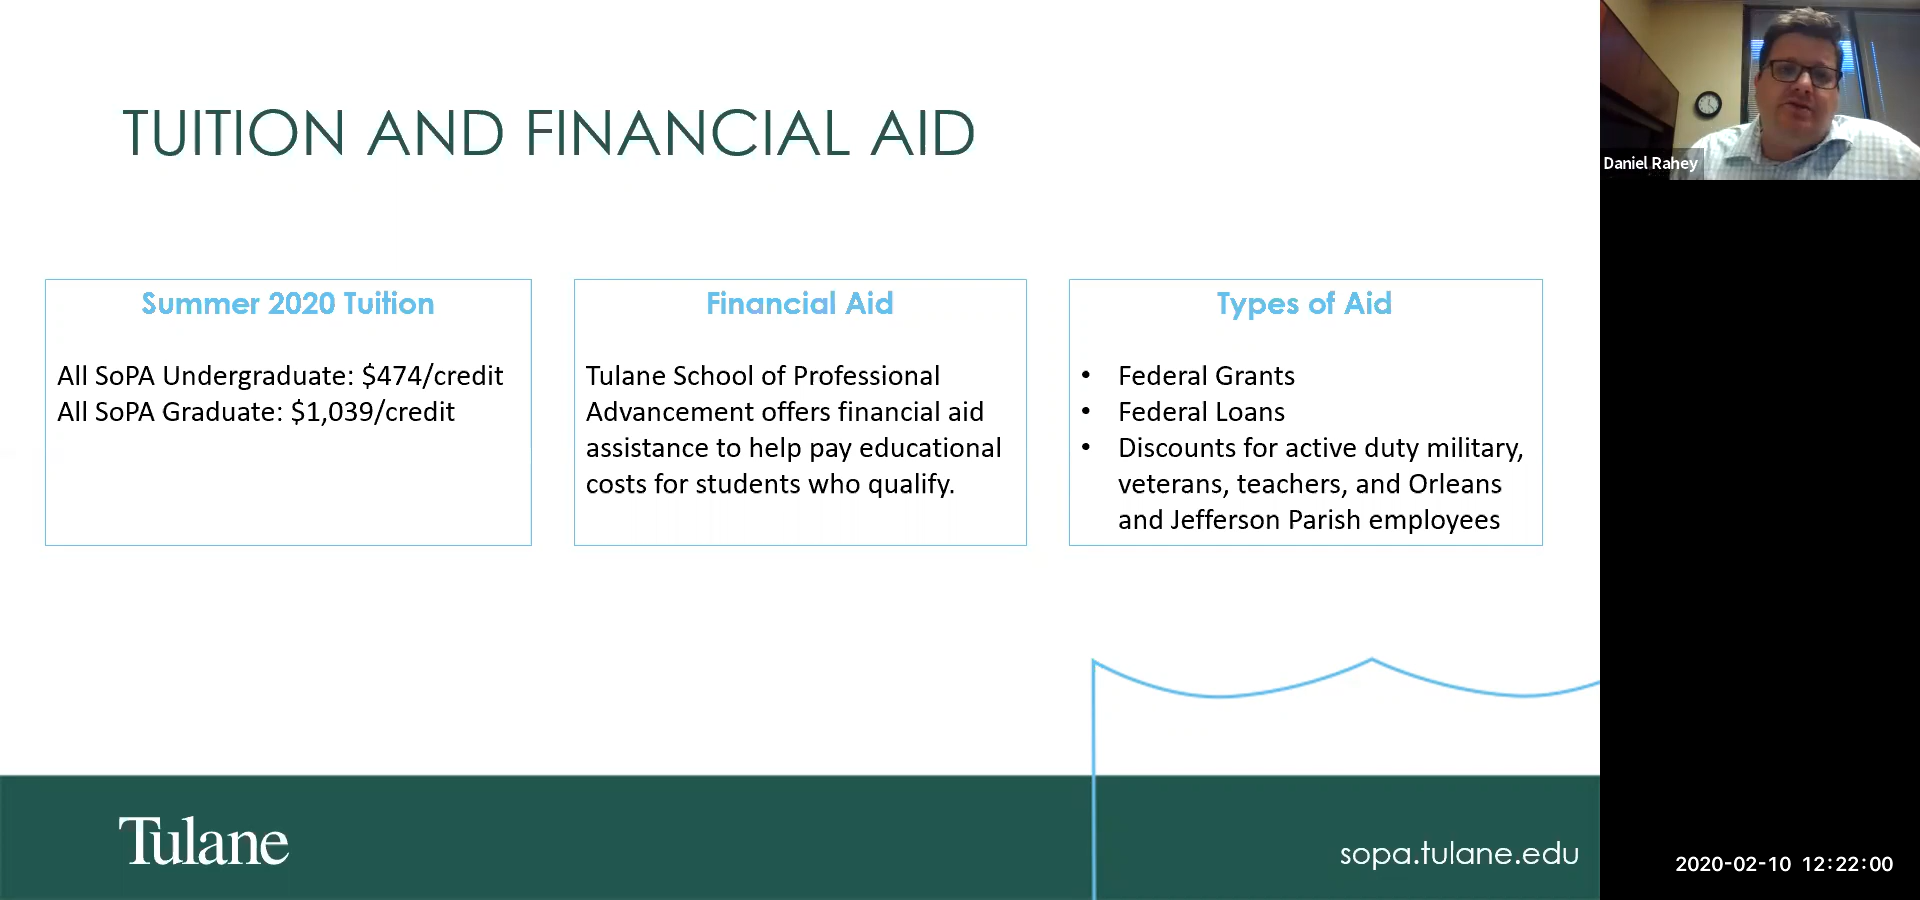 TUITION AND FINANCIAL AID
Summer 2020 Tuition
All SoPA Undergraduate: $474/credit
All SoPA Graduate: $1,039/credit
Financial Aid
Tulane School of Professional
Advancement offers financial aid
assistance to help pay educational
costs for students who qualify.
Types of Aid
• Federal Grants
• Federal Loans
• Discounts for active duty military,
veterans, teachers, and Orleans
and Jefferson Parish employees
Tulane
sopa.tulane.edu
Daniel Rahey
2020-02-10 12:22:00